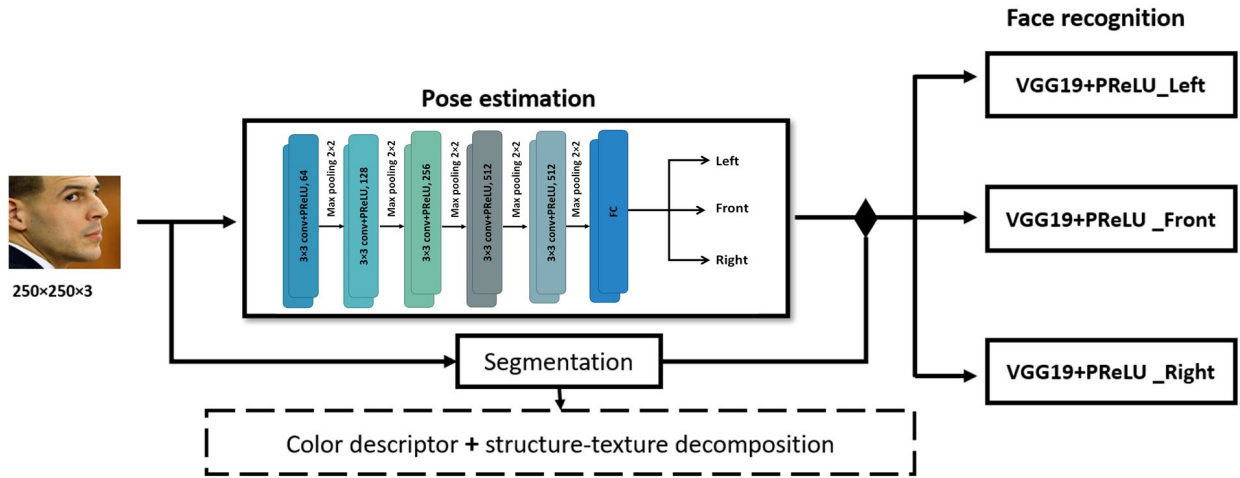 Face recognition
VGG19+PReLU_Left
Pose estimation
3×3 conv+PReLU, 64
Max pooling 2×2
3×3 conv+PReLU, 128
Max pooling 2×2
3×3 conv+PReLU, 256
Max pooling 2×2
3×3 conv+PReLU, 512
Max pooling 2×2
3×3 conv+PReLU, 512
Max pooling 2×2
FC
Left
Front
Right
VGG19+PReLU _Front
250×250×3
Segmentation
VGG19+PReLU _Right
Color descriptor + structure-texture decomposition